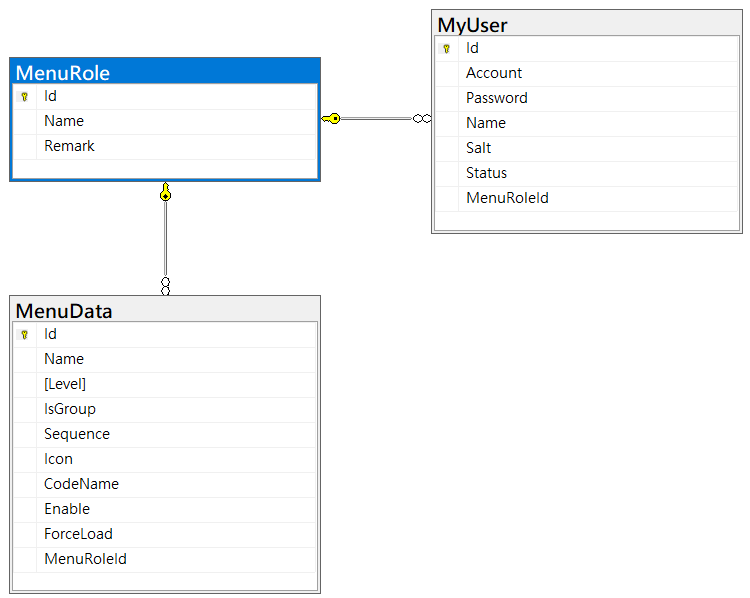 MenuRole
Id
Name
Remark
MyUser
Id
Account
Password
Name
Salt
Status
MenuRoleId
MenuData
Id
Name
[Level]
IsGroup
Sequence
Icon
CodeName
Enable
ForceLoad
MenuRoleId